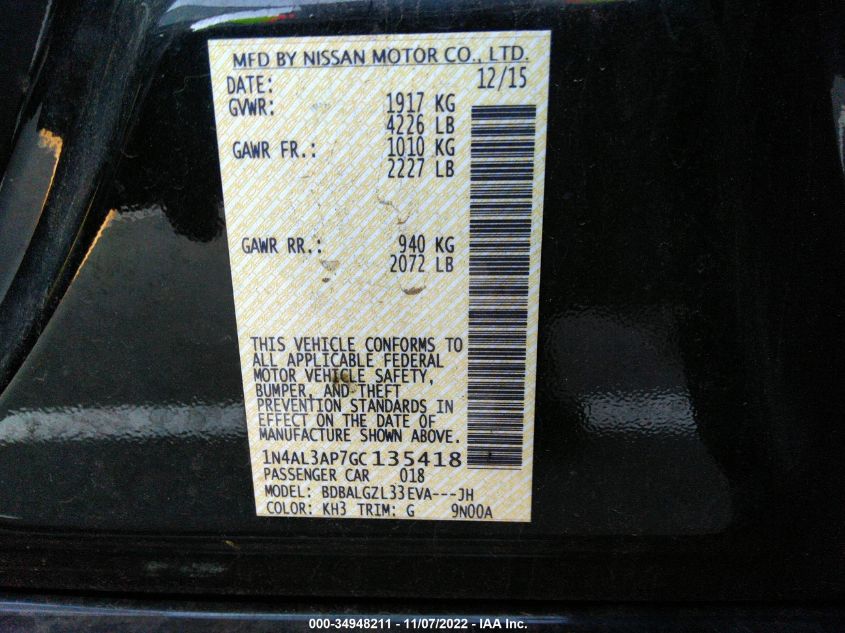 MFD BY NISSAN MOTOR CO., LTD.
DATE: 12/15
GVWR: 1917 KG
4226 LB
GAWR FR.: 1010 KG
2227 LB
GAWR RR.: 940 KG
2072 LB
THIS VEHICLE CONFORMS TO
ALL APPLICABLE FEDERAL
MOTOR VEHICLE SAFETY,
BUMPER, AND THEFT
PREVENTION STANDARDS IN
EFFECT ON THE DATE OF
MANUFACTURE SHOWN ABOVE.
1N4AL3AP7GC135418
PASSENGER CAR 018
MODEL: BDBALGZL33EVA---JH
COLOR: KH3 TRIM: G 9N00A
000-34948211 - 11/07/2022 - IAA Inc.